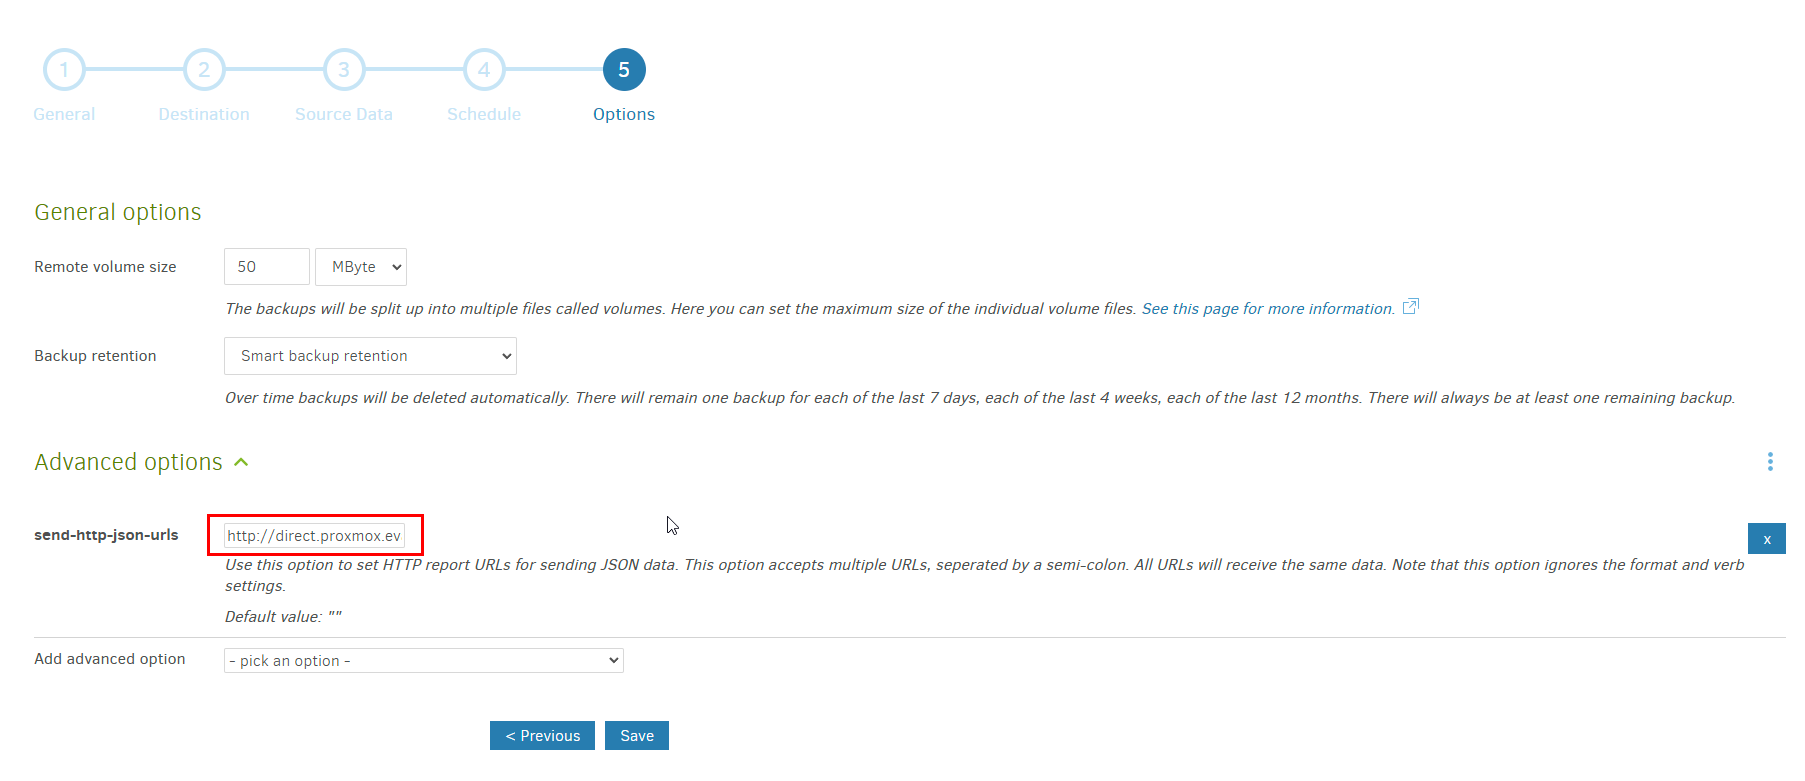 1 2 3 4 5
General Destination Source Data Schedule Options
General options
Remote volume size 50 MByte
The backups will be split up into multiple files called volumes. Here you can set the maximum size of the individual volume files. See this page for more information.
Backup retention Smart backup retention
Over time backups will be deleted automatically. There will remain one backup for each of the last 7 days, each of the last 4 weeks, each of the last 12 months. There will always be at least one remaining backup.
Advanced options
send-http-json-urls http://direct.proxmox.ev x
Use this option to set HTTP report URLs for sending JSON data. This option accepts multiple URLs, seperated by a semi-colon. All URLs will receive the same data. Note that this option ignores the format and verb
settings.
Default value: ""
Add advanced option - pick an option -
< Previous Save